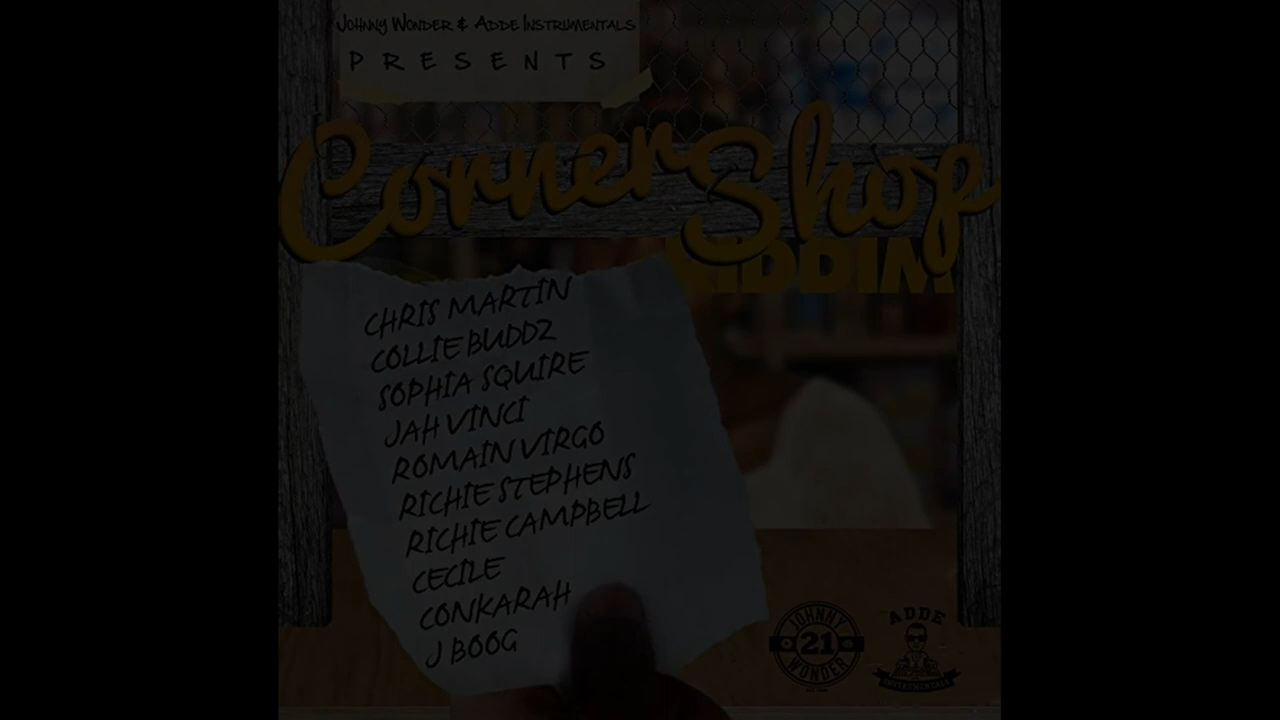 Johnny Wonder & Adde Instrumentals
PRESENTS
Corner Shop
RIDDIM
CHRIS MARTIN
COLLIE BUDDZ
SOPHIA SQUIRE
JAH VINCI
ROMAIN VIRGO
RICHIE STEPHENS
RICHIE CAMPBELL
CECILE
CONKARAH
J BOOG
JOHNNY
21
WONDER
ADDE
INSTRUMENTALS